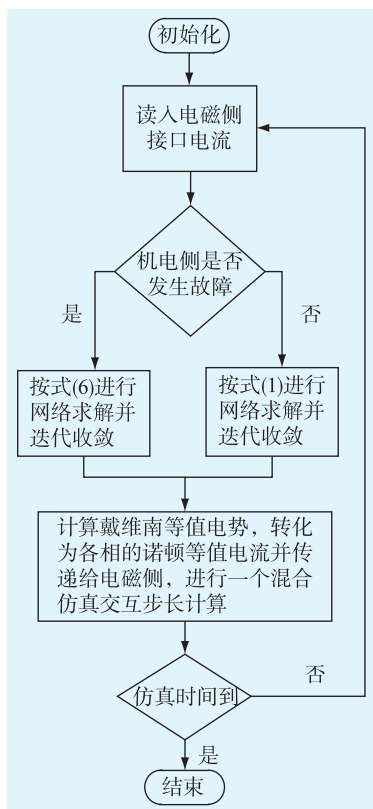 初始化
读入电磁侧
接口电流
机电侧是否
发生故障
是
否
按式(6)进行
网络求解并
迭代收敛
按式(1)进行
网络求解并
迭代收敛
计算戴维南等值电势，转化
为各相的诺顿等值电流并传
递给电磁侧，进行一个混合
仿真交互步长计算
仿真时间到
否
是
结束